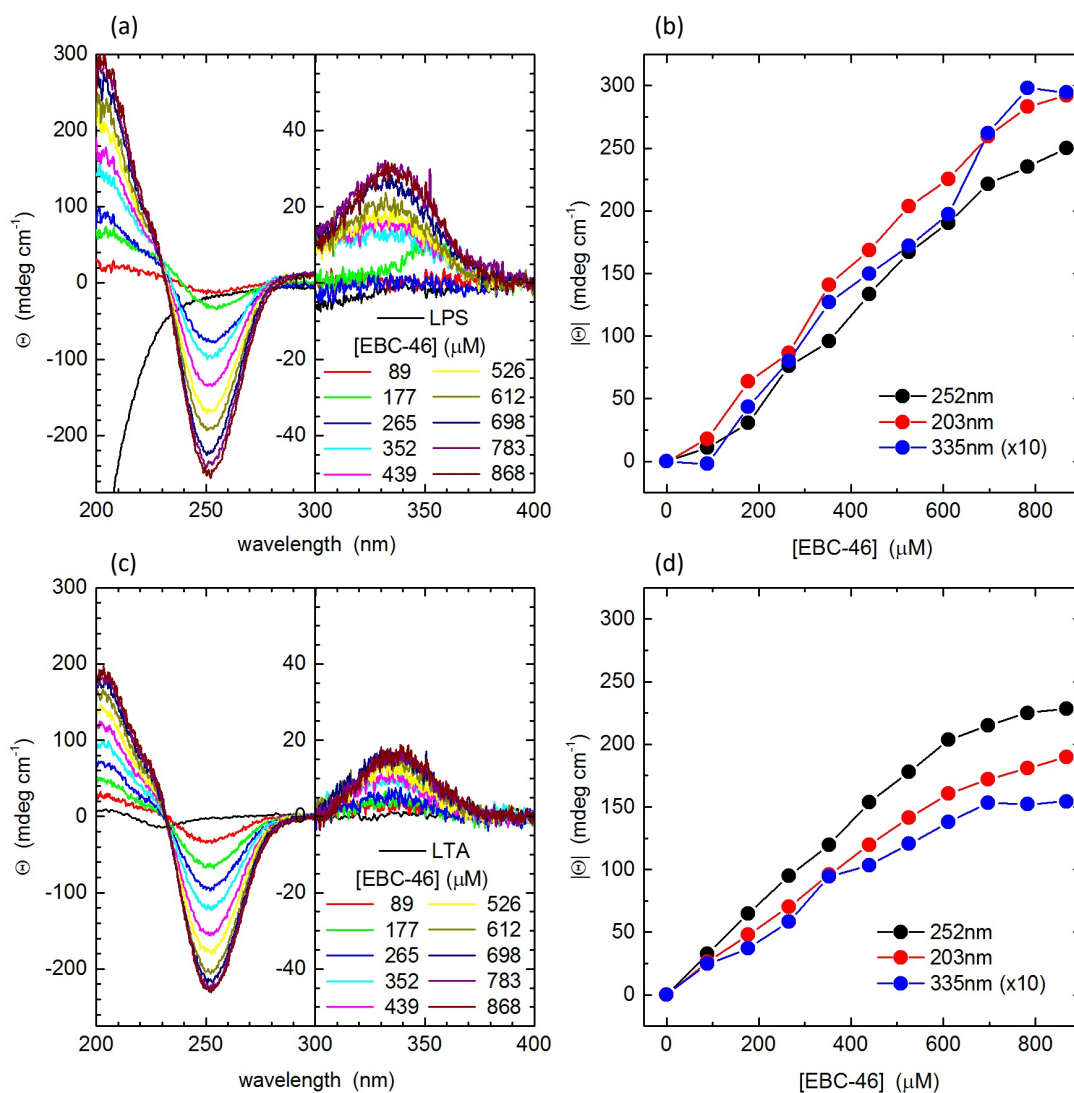 (a)
300
200
100
0
-100
-200
Θ (mdeg cm-1)
40
20
0
-20
-40
LPS
[EBC-46] (μM)
89 526
177 612
265 698
352 783
439 868
200 250 300 350 400
wavelength (nm)
(b)
300
250
200
150
100
50
0
|Θ| (mdeg cm-1)
252nm
203nm
335nm (x10)
0 200 400 600 800
[EBC-46] (μM)
(c)
300
200
100
0
-100
-200
Θ (mdeg cm-1)
40
20
0
-20
-40
LTA
[EBC-46] (μM)
89 526
177 612
265 698
352 783
439 868
200 250 300 350 400
wavelength (nm)
(d)
300
250
200
150
100
50
0
|Θ| (mdeg cm-1)
252nm
203nm
335nm (x10)
0 200 400 600 800
[EBC-46] (μM)